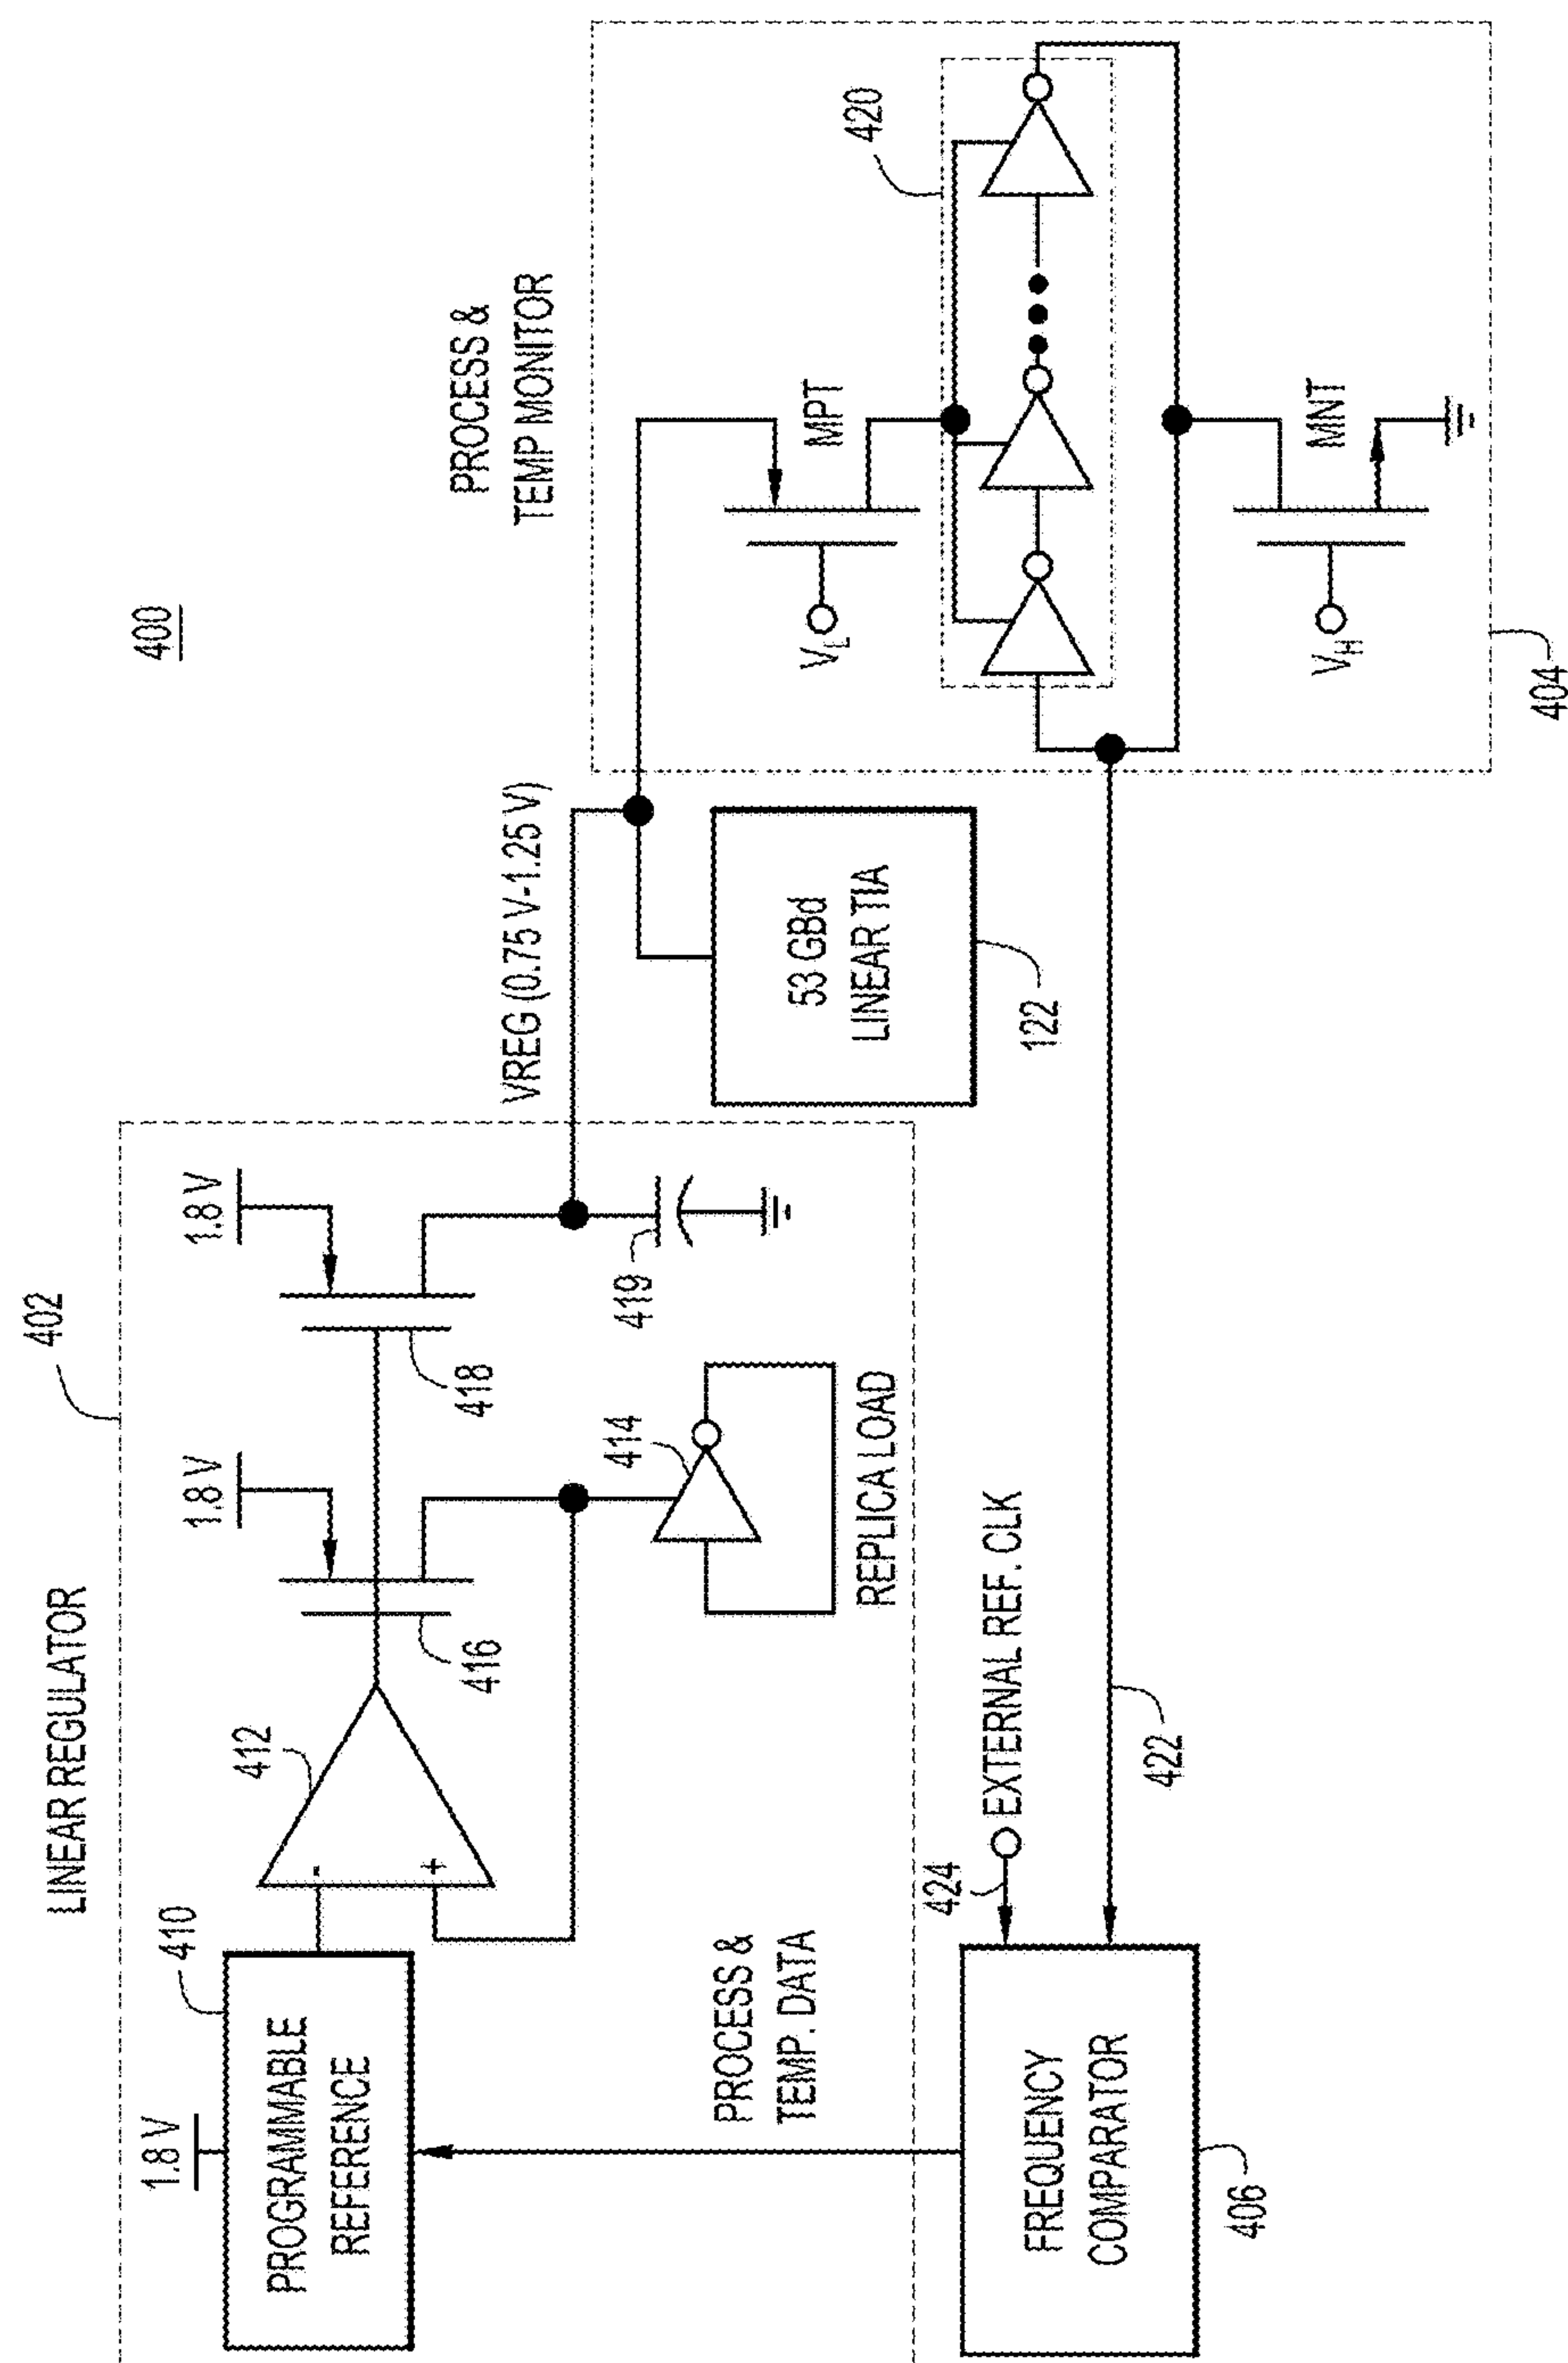 400
LINEAR REGULATOR
402
1.8 V
PROGRAMMABLE
REFERENCE
410
-
+
412
1.8 V
416
1.8 V
418
419
414
REPLICA LOAD
VREG (0.75 V-1.25 V)
53 GBd
LINEAR TIA
122
PROCESS &
TEMP MONITOR
420
MPT
VL
MNT
VH
404
PROCESS &
TEMP. DATA
FREQUENCY
COMPARATOR
406
424
EXTERNAL REF. CLK
422